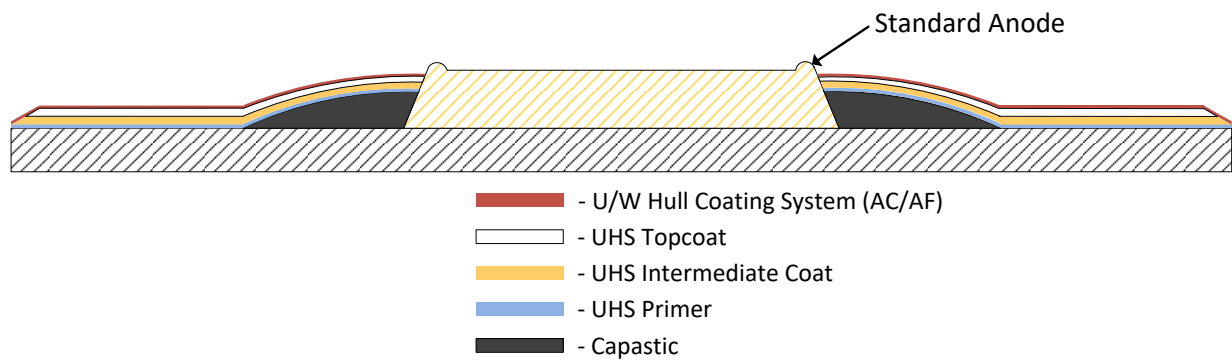 Standard Anode
- U/W Hull Coating System (AC/AF)
- UHS Topcoat
- UHS Intermediate Coat
- UHS Primer
- Capastic